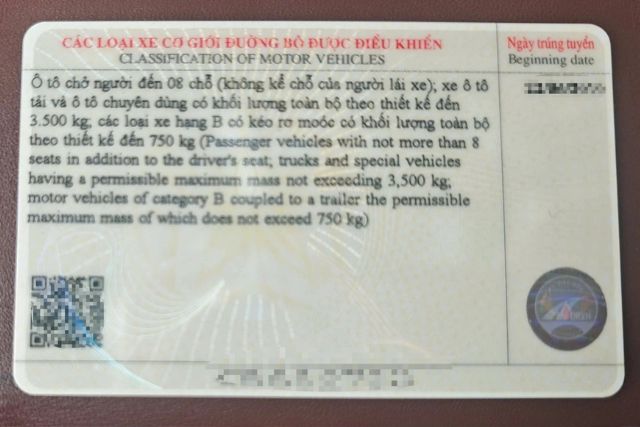 CÁC LOẠI XE CƠ GIỚI ĐƯỜNG BỘ ĐƯỢC ĐIỀU KHIỂN
CLASSIFICATION OF MOTOR VEHICLES
Ngày trúng tuyển
Beginning date
Ô tô chở người đến 08 chỗ (không kể chỗ của người lái xe); xe ô tô
tải và ô tô chuyên dùng có khối lượng toàn bộ theo thiết kế đến
3.500 kg; các loại xe hạng B có kéo rơ moóc có khối lượng toàn bộ
theo thiết kế đến 750 kg (Passenger vehicles with not more than 8
seats in addition to the driver's seat, trucks and special vehicles
having a permissible maximum mass not exceeding 3,500 kg;
motor vehicles of category B coupled to a trailer the permissible
maximum mass of which does not exceed 750 kg)